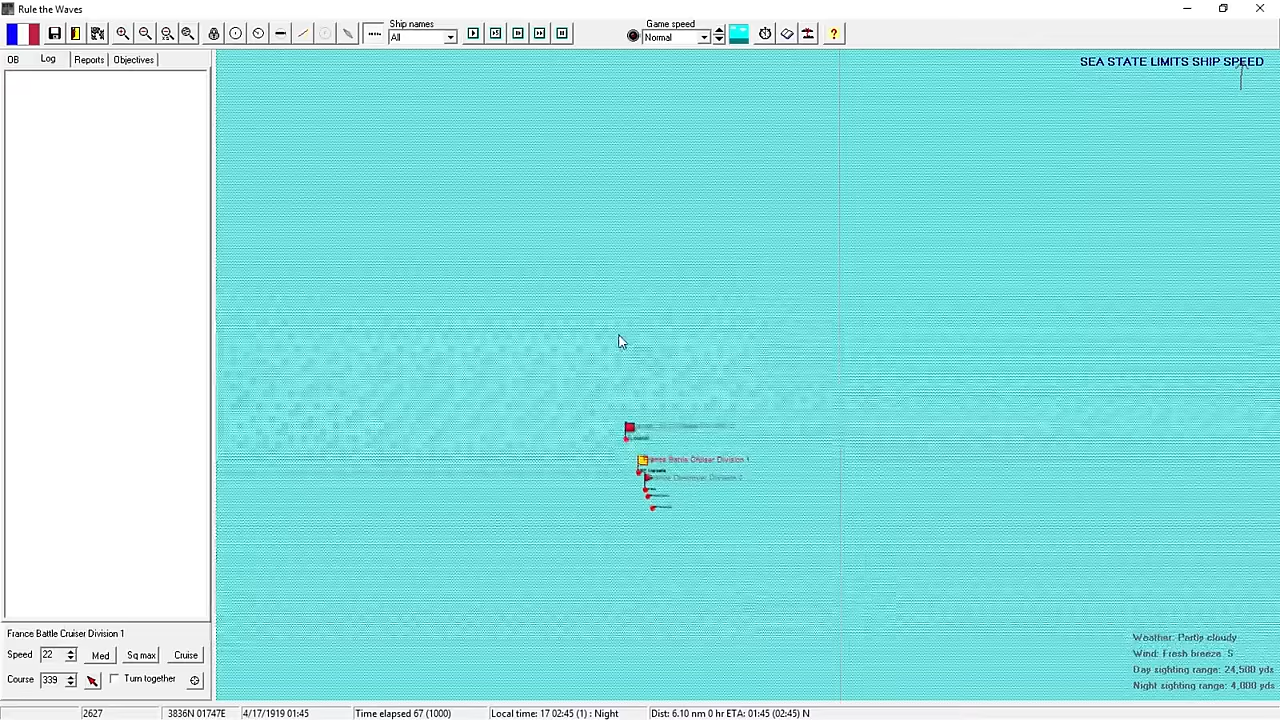 Rule the Waves
Ship names
All
Game speed
Normal
OB Log Reports Objectives
SEA STATE LIMITS SHIP SPEED
France Battle Cruiser Division 1
Weather: Partly cloudy
Wind: Fresh breeze S
Day sighting range: 24,500 yds
Night sighting range: 4,000 yds
France Battle Cruiser Division 1
Speed 22 Med Sq max Cruise
Course 339 Turn together
2627 3836N 01747E 4/17/1919 01:45 Time elapsed 67 (1000) Local time: 17 02:45 (1) : Night Dist: 6.10 nm 0 hr ETA: 01:45 (02:45) N